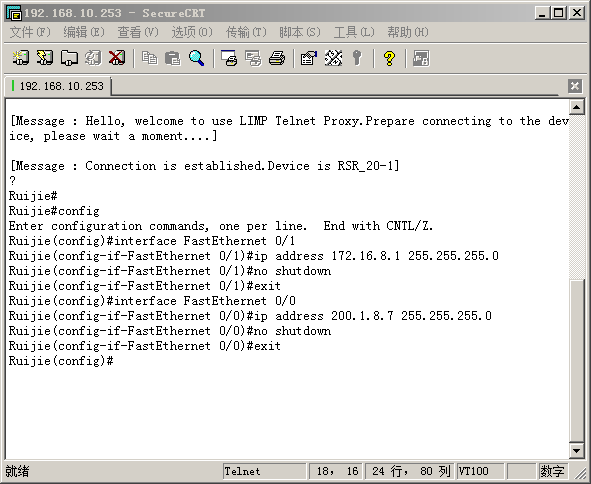 192.168.10.253 - SecureCRT
文件(F) 编辑(E) 查看(V) 选项(O) 传输(T) 脚本(S) 工具(L) 帮助(H)
192.168.10.253
[Message : Hello, welcome to use LIMP Telnet Proxy.Prepare connecting to the dev
ice, please wait a moment....]
[Message : Connection is established.Device is RSR_20-1]
?
Ruijie#
Ruijie#config
Enter configuration commands, one per line.  End with CNTL/Z.
Ruijie(config)#interface FastEthernet 0/1
Ruijie(config-if-FastEthernet 0/1)#ip address 172.16.8.1 255.255.255.0
Ruijie(config-if-FastEthernet 0/1)#no shutdown
Ruijie(config-if-FastEthernet 0/1)#exit
Ruijie(config)#interface FastEthernet 0/0
Ruijie(config-if-FastEthernet 0/0)#ip address 200.1.8.7 255.255.255.0
Ruijie(config-if-FastEthernet 0/0)#no shutdown
Ruijie(config-if-FastEthernet 0/0)#exit
Ruijie(config)#
就绪 Telnet 18, 16 24 行, 80 列 VT100 数字